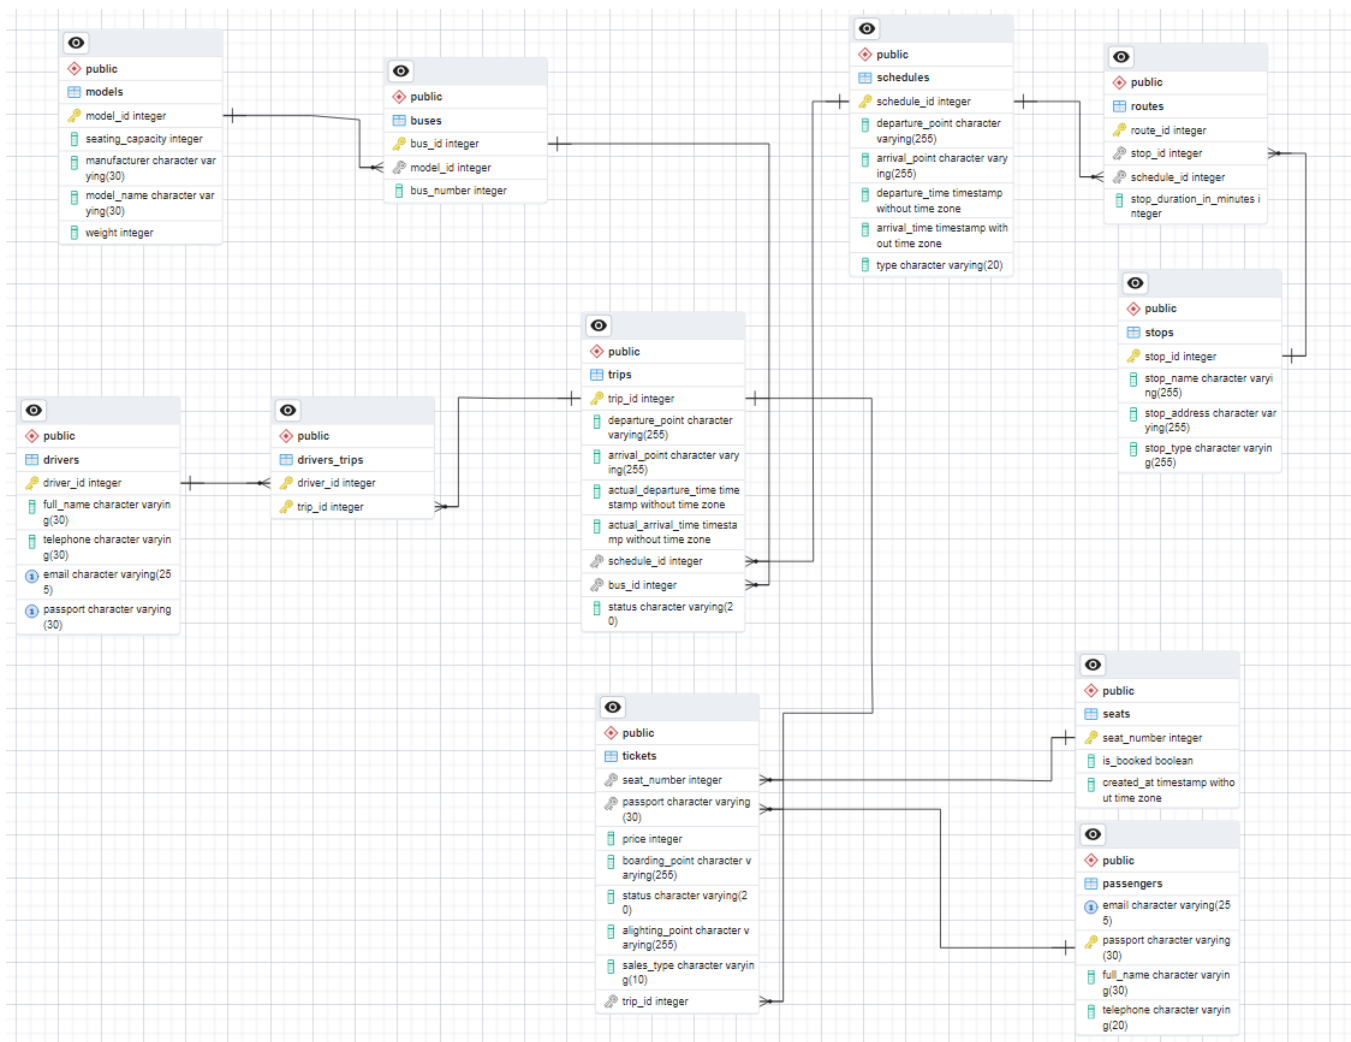 public
models
model_id integer
seating_capacity integer
manufacturer character var
ying(30)
model_name character var
ying(30)
weight integer
public
buses
bus_id integer
model_id integer
bus_number integer
public
schedules
schedule_id integer
departure_point character
varying(255)
arrival_point character vary
ing(255)
departure_time timestamp
without time zone
arrival_time timestamp with
out time zone
type character varying(20)
public
routes
route_id integer
stop_id integer
schedule_id integer
stop_duration_in_minutes i
nteger
public
stops
stop_id integer
stop_name character varyi
ng(255)
stop_address character var
ying(255)
stop_type character varyin
g(255)
public
trips
trip_id integer
departure_point character
varying(255)
arrival_point character vary
ing(255)
actual_departure_time time
stamp without time zone
actual_arrival_time timesta
mp without time zone
schedule_id integer
bus_id integer
status character varying(2
0)
public
drivers
driver_id integer
full_name character varyin
g(30)
telephone character varyin
g(30)
email character varying(25
5)
passport character varying
(30)
public
drivers_trips
driver_id integer
trip_id integer
public
tickets
seat_number integer
passport character varying
(30)
price integer
boarding_point character v
arying(255)
status character varying(2
0)
alighting_point character v
arying(255)
sales_type character varyin
g(10)
trip_id integer
public
seats
seat_number integer
is_booked boolean
created_at timestamp witho
ut time zone
public
passengers
email character varying(25
5)
passport character varying
(30)
full_name character varyin
g(30)
telephone character varyin
g(20)